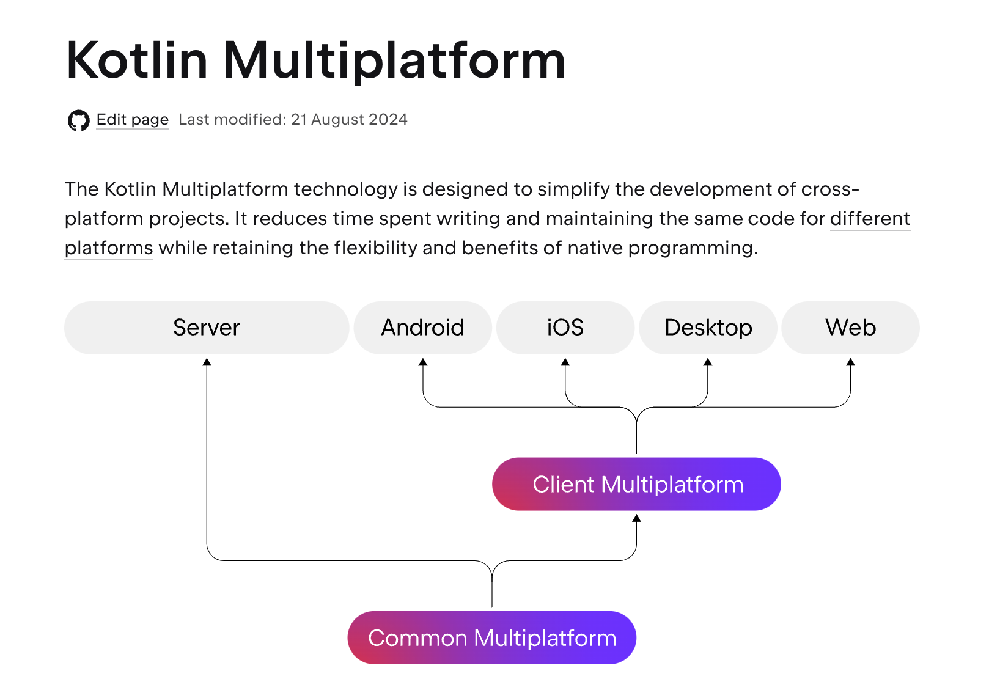 Kotlin Multiplatform
Edit page Last modified: 21 August 2024
The Kotlin Multiplatform technology is designed to simplify the development of cross-
platform projects. It reduces time spent writing and maintaining the same code for different
platforms while retaining the flexibility and benefits of native programming.
Server Android iOS Desktop Web
Client Multiplatform
Common Multiplatform